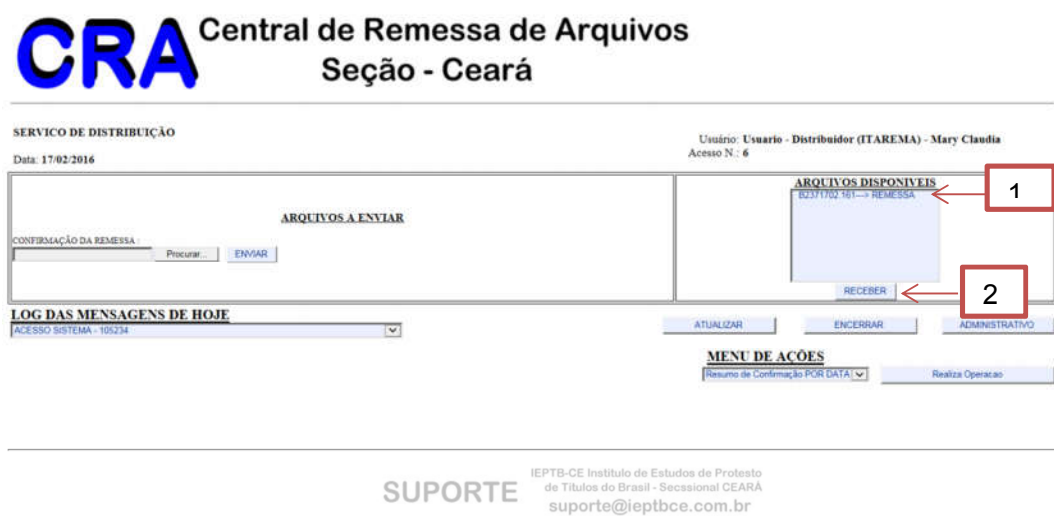 CRA Central de Remessa de Arquivos
Seção - Ceará
SERVICO DE DISTRIBUIÇÃO
Data: 17/02/2016
Usuário: Usuario - Distribuidor (ITAREMA) - Mary Claudia
Acesso N.: 6
ARQUIVOS A ENVIAR
CONFIRMAÇÃO DA REMESSA :
Procurar...
ENVIAR
ARQUIVOS DISPONIVEIS
B2371702.161---> REMESSA
1
RECEBER
2
LOG DAS MENSAGENS DE HOJE
ACESSO SISTEMA - 105234
ATUALIZAR
ENCERRAR
ADMINISTRATIVO
MENU DE AÇÕES
Resumo de Confirmação POR DATA
Realiza Operacao
SUPORTE
IEPTB-CE Instituto de Estudos de Protesto
de Títulos do Brasil - Secssional CEARÁ
suporte@ieptbce.com.br